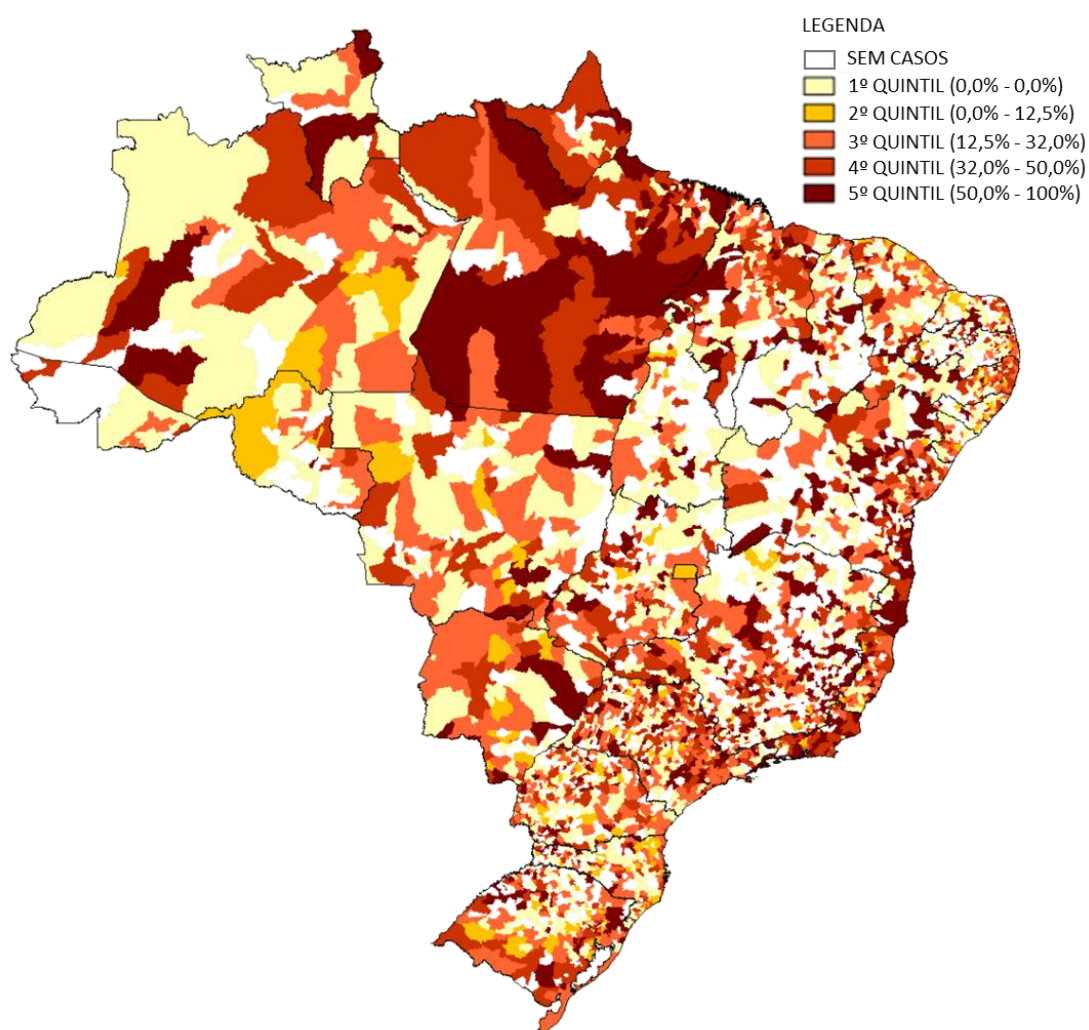 LEGENDA
SEM CASOS
1º QUINTIL (0,0% - 0,0%)
2º QUINTIL (0,0% - 12,5%)
3º QUINTIL (12,5% - 32,0%)
4º QUINTIL (32,0% - 50,0%)
5º QUINTIL (50,0% - 100%)